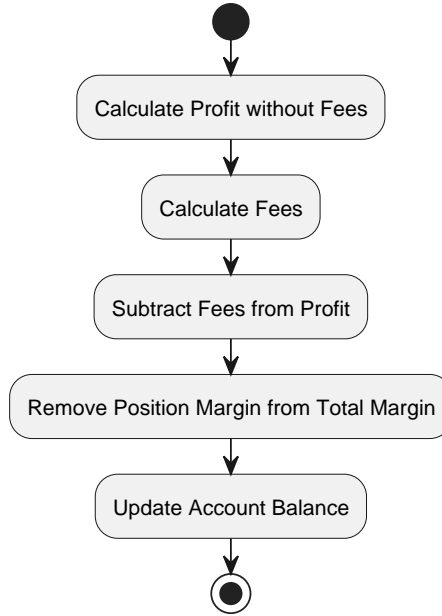 Calculate Profit without Fees
Calculate Fees
Subtract Fees from Profit
Remove Position Margin from Total Margin
Update Account Balance